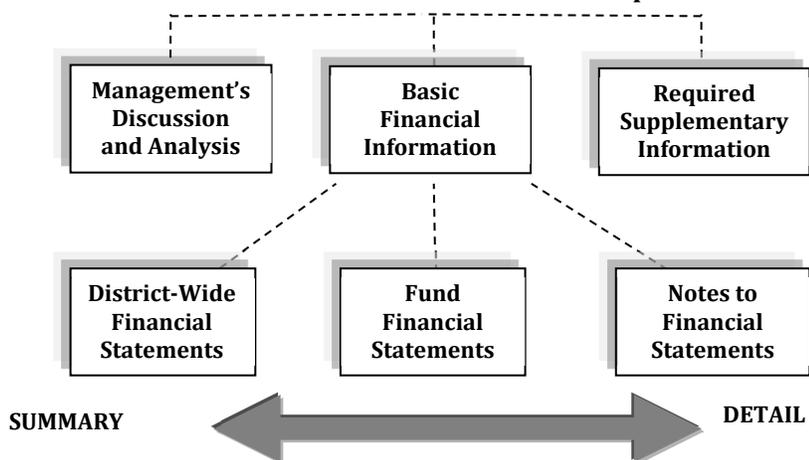 Management's
Discussion
and Analysis
Basic
Financial
Information
Required
Supplementary
Information
District-Wide
Financial
Statements
Fund
Financial
Statements
Notes to
Financial
Statements
SUMMARY
DETAIL